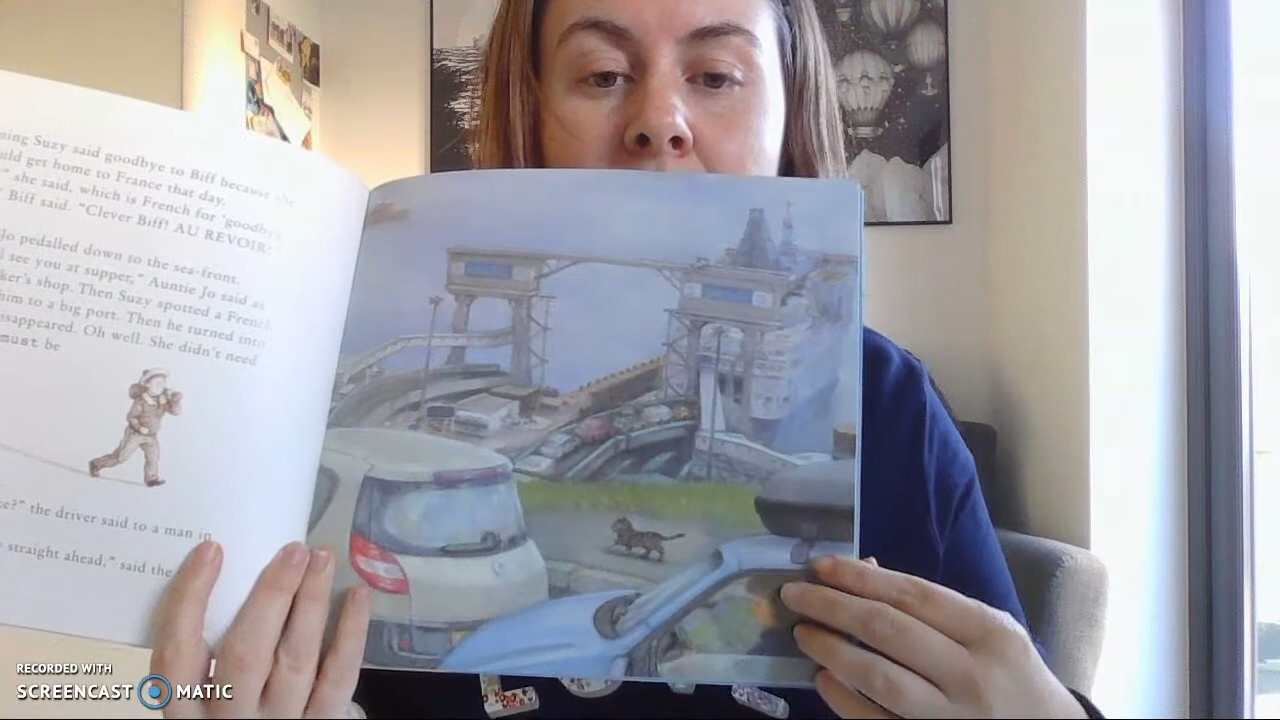 ning Suzy said goodbye to Biff because she
uld get home to France that day.
" she said, which is French for 'goodby
Biff said. "Clever Biff! AU REVOIR!"
Jo pedalled down to the sea-front.
l see you at supper," Auntie Jo said as
ker's shop. Then Suzy spotted a French
him to a big port. Then he turned into
isappeared. Oh well. She didn't need
must be
ce?" the driver said to a man in
straight ahead," said the
RECORDED WITH
SCREENCAST MATIC